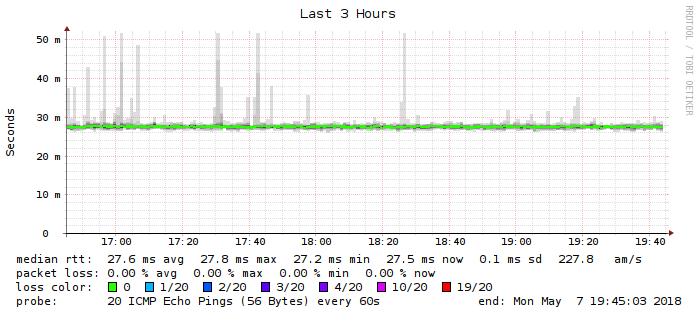 Last 3 Hours
RRDTOOL / TOBI OETIKER
Seconds
50 m
40 m
30 m
20 m
10 m
0
17:00 17:20 17:40 18:00 18:20 18:40 19:00 19:20 19:40
median rtt: 27.6 ms avg 27.8 ms max 27.2 ms min 27.5 ms now 0.1 ms sd 227.8 am/s
packet loss: 0.00 % avg 0.00 % max 0.00 % min 0.00 % now
loss color: 0 1/20 2/20 3/20 4/20 10/20 19/20
probe: 20 ICMP Echo Pings (56 Bytes) every 60s end: Mon May 7 19:45:03 2018